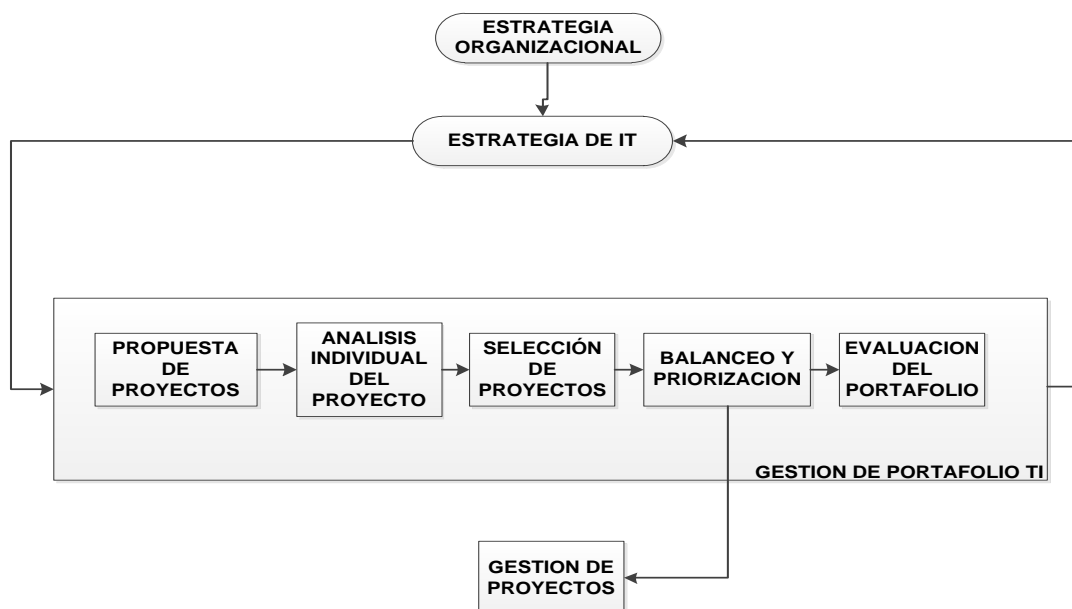 ESTRATEGIA
ORGANIZACIONAL
ESTRATEGIA DE IT
PROPUESTA
DE
PROYECTOS
ANALISIS
INDIVIDUAL
DEL
PROYECTO
SELECCIÓN
DE
PROYECTOS
BALANCEO Y
PRIORIZACION
EVALUACION
DEL
PORTAFOLIO
GESTION DE PORTAFOLIO TI
GESTION DE
PROYECTOS